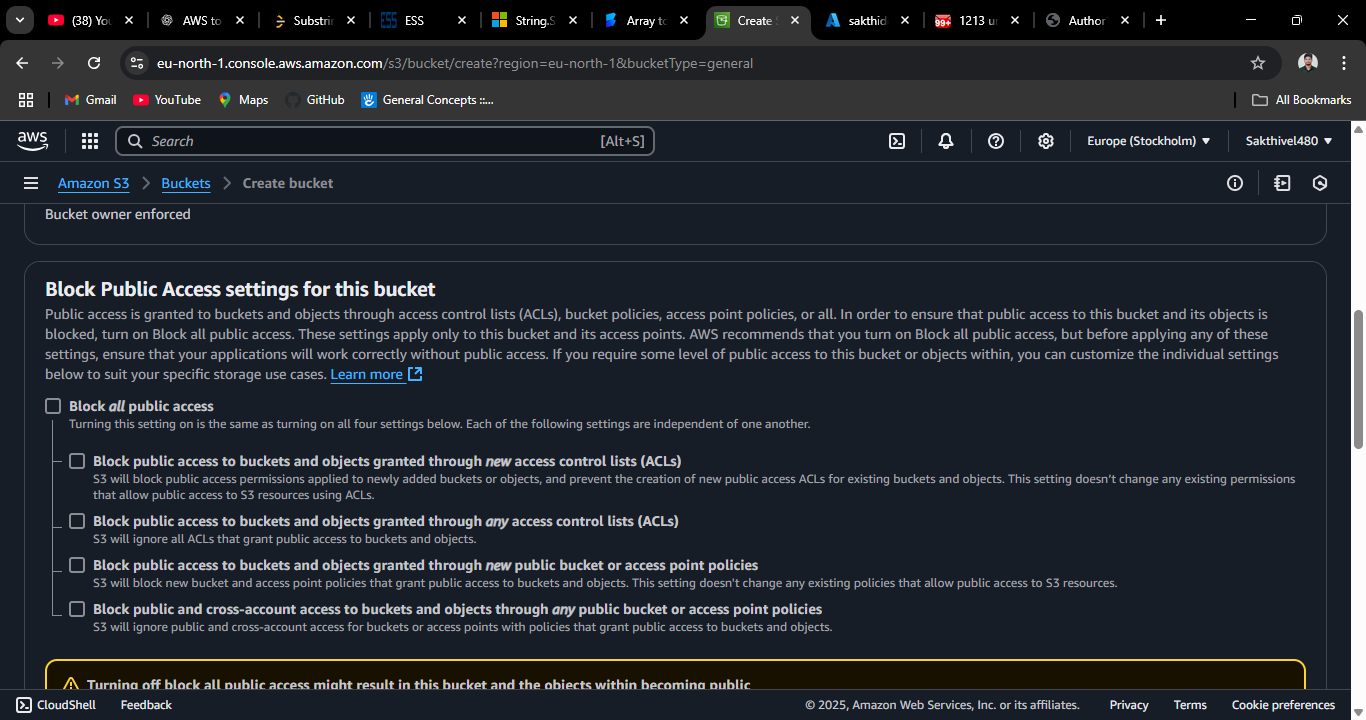 (38) Yo
AWS to
Substrin
ESS
String.S
Array to
Create
sakthid
99+
1213 u
Author
eu-north-1.console.aws.amazon.com/s3/bucket/create?region=eu-north-1&bucketType=general
Gmail
YouTube
Maps
GitHub
General Concepts ::...
All Bookmarks
aws
Search
[Alt+S]
Europe (Stockholm)
Sakthivel480
Amazon S3
Buckets
Create bucket
Bucket owner enforced
Block Public Access settings for this bucket
Public access is granted to buckets and objects through access control lists (ACLs), bucket policies, access point policies, or all. In order to ensure that public access to this bucket and its objects is
blocked, turn on Block all public access. These settings apply only to this bucket and its access points. AWS recommends that you turn on Block all public access, but before applying any of these
settings, ensure that your applications will work correctly without public access. If you require some level of public access to this bucket or objects within, you can customize the individual settings
below to suit your specific storage use cases. Learn more
Block all public access
Turning this setting on is the same as turning on all four settings below. Each of the following settings are independent of one another.
Block public access to buckets and objects granted through new access control lists (ACLs)
S3 will block public access permissions applied to newly added buckets or objects, and prevent the creation of new public access ACLs for existing buckets and objects. This setting doesn't change any existing permissions
that allow public access to S3 resources using ACLs.
Block public access to buckets and objects granted through any access control lists (ACLs)
S3 will ignore all ACLs that grant public access to buckets and objects.
Block public access to buckets and objects granted through new public bucket or access point policies
S3 will block new bucket and access point policies that grant public access to buckets and objects. This setting doesn't change any existing policies that allow public access to S3 resources.
Block public and cross-account access to buckets and objects through any public bucket or access point policies
S3 will ignore public and cross-account access for buckets or access points with policies that grant public access to buckets and objects.
Turning off block all public access might result in this bucket and the objects within becoming public
CloudShell
Feedback
© 2025, Amazon Web Services, Inc. or its affiliates.
Privacy
Terms
Cookie preferences